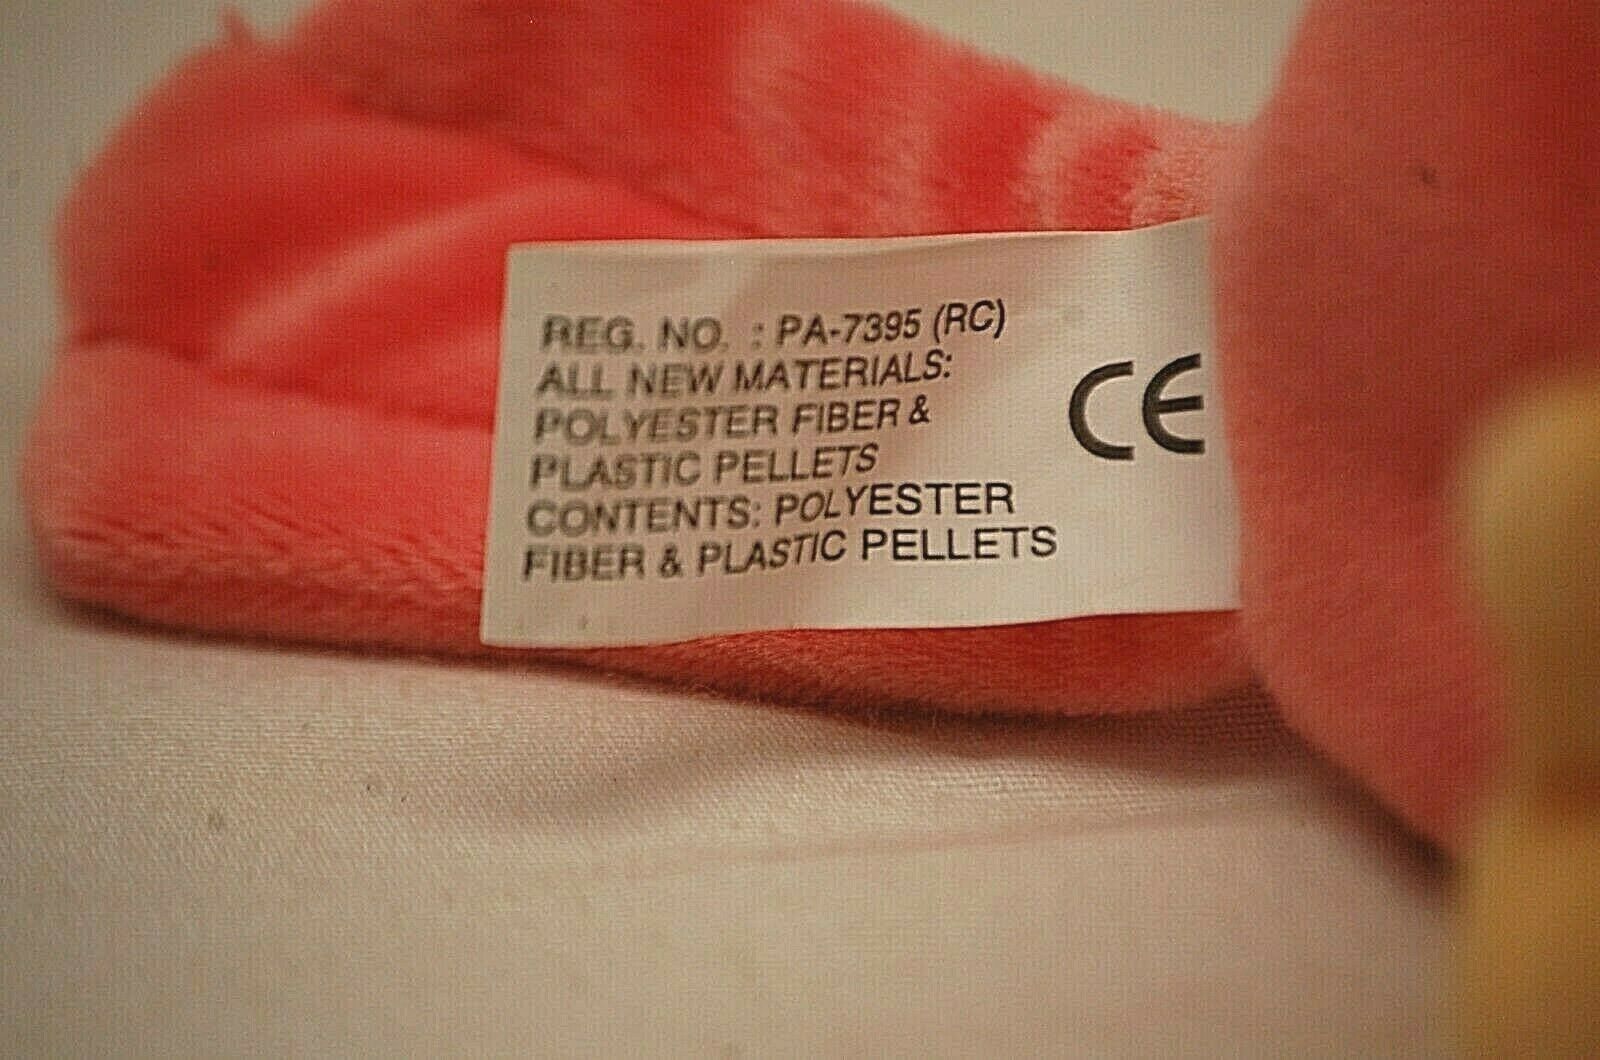 REG. NO. : PA-7395 (RC)
ALL NEW MATERIALS:
POLYESTER FIBER &
PLASTIC PELLETS
CONTENTS: POLYESTER
FIBER & PLASTIC PELLETS
CE